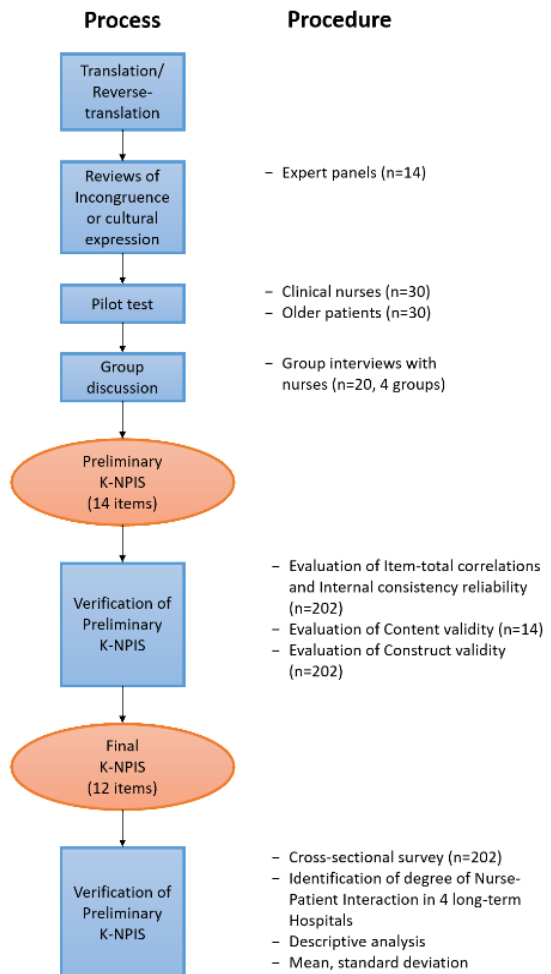 Process
Procedure
Translation/
Reverse-
translation
Reviews of
Incongruence
or cultural
expression
– Expert panels (n=14)
Pilot test
– Clinical nurses (n=30)
– Older patients (n=30)
Group
discussion
– Group interviews with
nurses (n=20, 4 groups)
Preliminary
K-NPIS
(14 items)
Verification of
Preliminary
K-NPIS
– Evaluation of Item-total correlations
and Internal consistency reliability
(n=202)
– Evaluation of Content validity (n=14)
– Evaluation of Construct validity
(n=202)
Final
K-NPIS
(12 items)
Verification of
Preliminary
K-NPIS
– Cross-sectional survey (n=202)
– Identification of degree of Nurse-
Patient Interaction in 4 long-term
Hospitals
– Descriptive analysis
– Mean, standard deviation